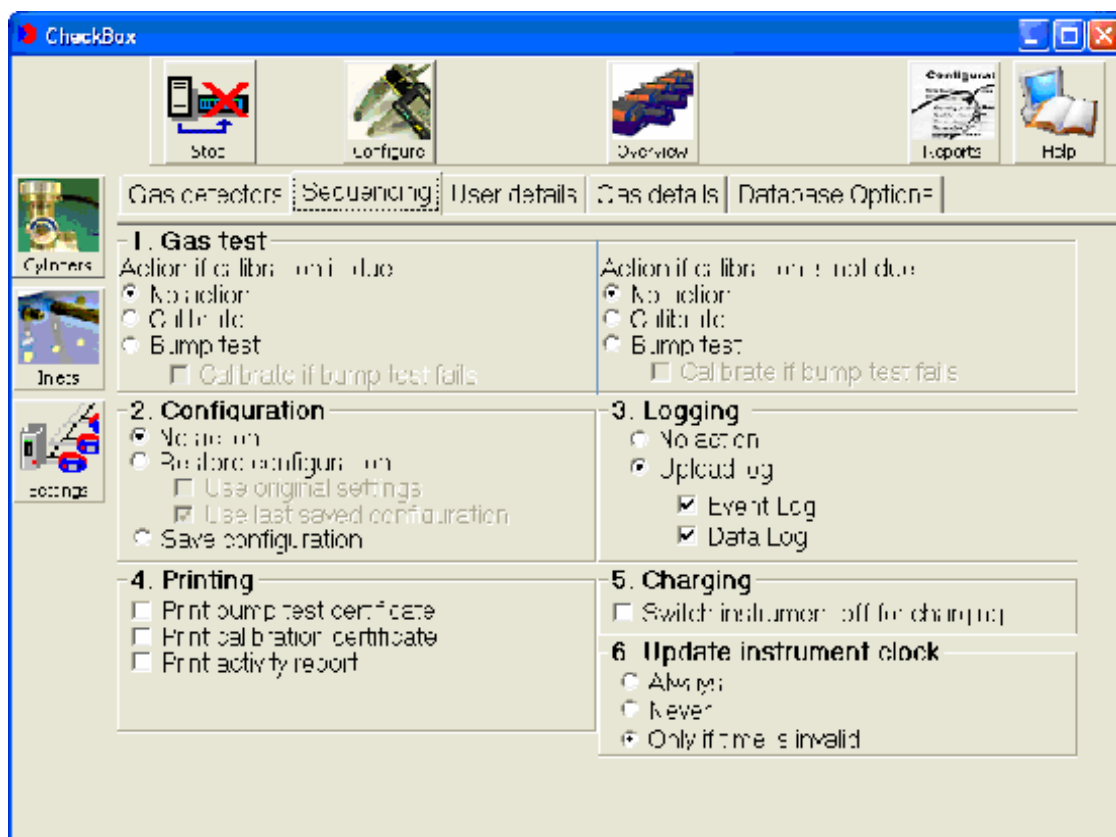 CheckBox
Stop
Configure
Overview
Configurat
Reports
Help
Gas detectors
Sequencing
User details
Gas details
Database Options
Cylinders
Inlets
Settings
1. Gas test
Action if calibration is due
No action
Calibrate
Bump test
Calibrate if bump test fails
Action if calibration is not due
No action
Calibrate
Bump test
Calibrate if bump test fails
2. Configuration
No action
Restore configuration
Use original settings
Use last saved configuration
Save configuration
3. Logging
No action
Upload log
Event Log
Data Log
4. Printing
Print bump test certificate
Print calibration certificate
Print activity report
5. Charging
Switch instrument off for charging
6. Update instrument clock
Always
Never
Only if time is invalid